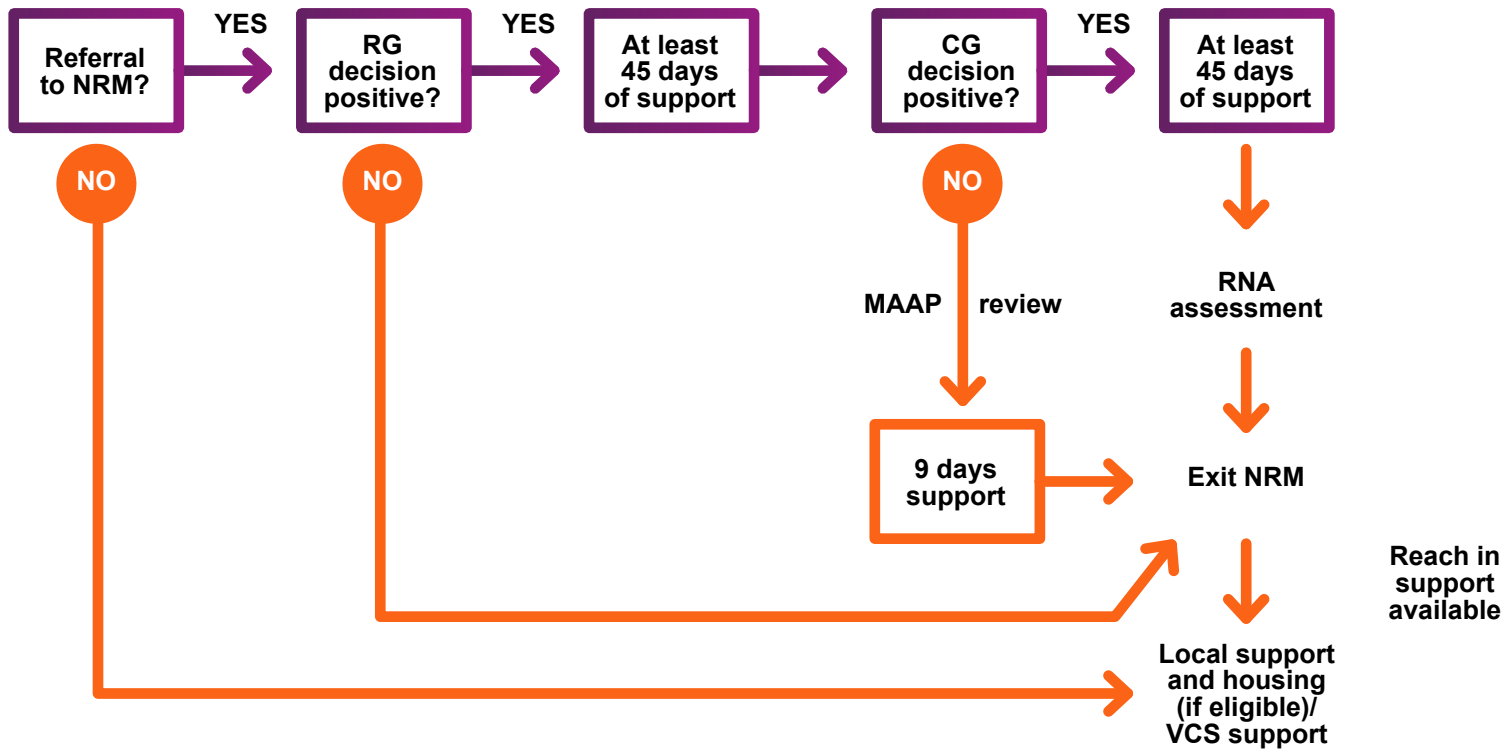 YES
YES
YES
Referral
to NRM?
RG
decision
positive?
At least
45 days
of support
CG
decision
positive?
At least
45 days
of support
NO
NO
NO
MAAP review
RNA
assessment
9 days
support
Exit NRM
Reach in
support
available
Local support
and housing
(if eligible)/
VCS support